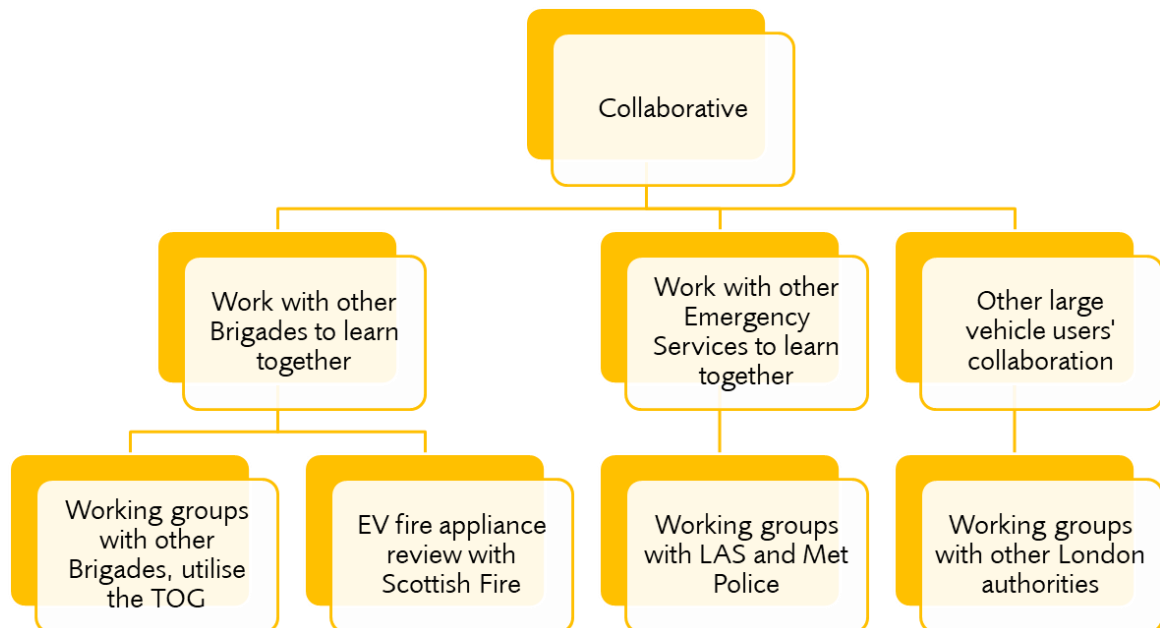 Collaborative
Work with other
Brigades to learn
together
Work with other
Emergency
Services to learn
together
Other large
vehicle users'
collaboration
Working groups
with other
Brigades, utilise
the TOG
EV fire appliance
review with
Scottish Fire
Working groups
with LAS and Met
Police
Working groups
with other London
authorities